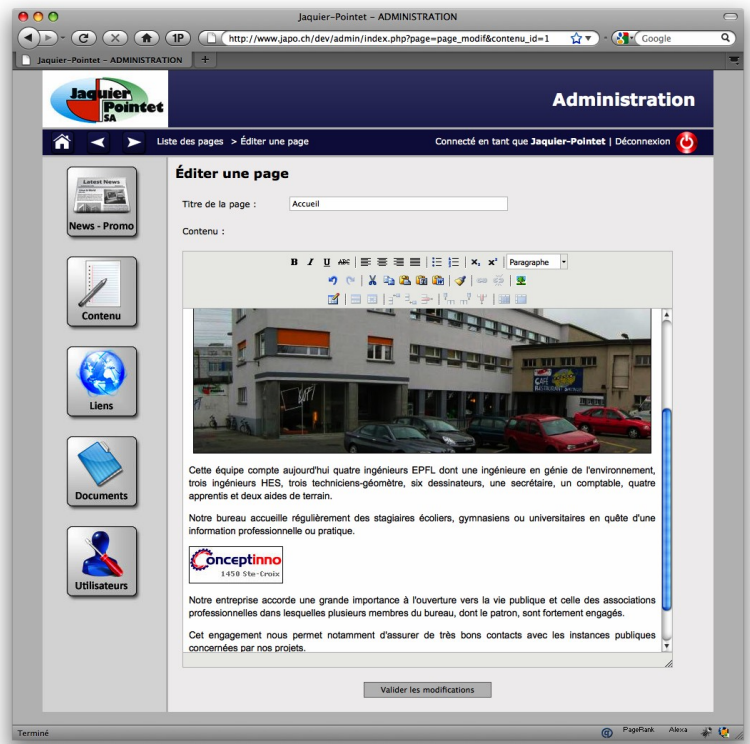 Jaquier-Pointet – ADMINISTRATION
1P
http://www.japo.ch/dev/admin/index.php?page=page_modif&contenu_id=1
Google
Jaquier-Pointet – ADMINISTRATION
Jaquier
Pointet
SA
Administration
Liste des pages > Éditer une page
Connecté en tant que Jaquier-Pointet | Déconnexion
Latest News
News - Promo
Contenu
Liens
Documents
Utilisateurs
Éditer une page
Titre de la page :
Accueil
Contenu :
B I U ABC
Paragraphe
CAFÉ
RESTAURANT
Cette équipe compte aujourd'hui quatre ingénieurs EPFL dont une ingénieure en génie de l'environnement,
trois ingénieurs HES, trois techniciens-géomètre, six dessinateurs, une secrétaire, un comptable, quatre
apprentis et deux aides de terrain.
Notre bureau accueille régulièrement des stagiaires écoliers, gymnasiens ou universitaires en quête d'une
information professionnelle ou pratique.
Conceptinno
1450 Ste-Croix
Notre entreprise accorde une grande importance à l'ouverture vers la vie publique et celle des associations
professionnelles dans lesquelles plusieurs membres du bureau, dont le patron, sont fortement engagés.
Cet engagement nous permet notamment d'assurer de très bons contacts avec les instances publiques
concernées par nos projets.
Valider les modifications
Terminé
PageRank
Alexa